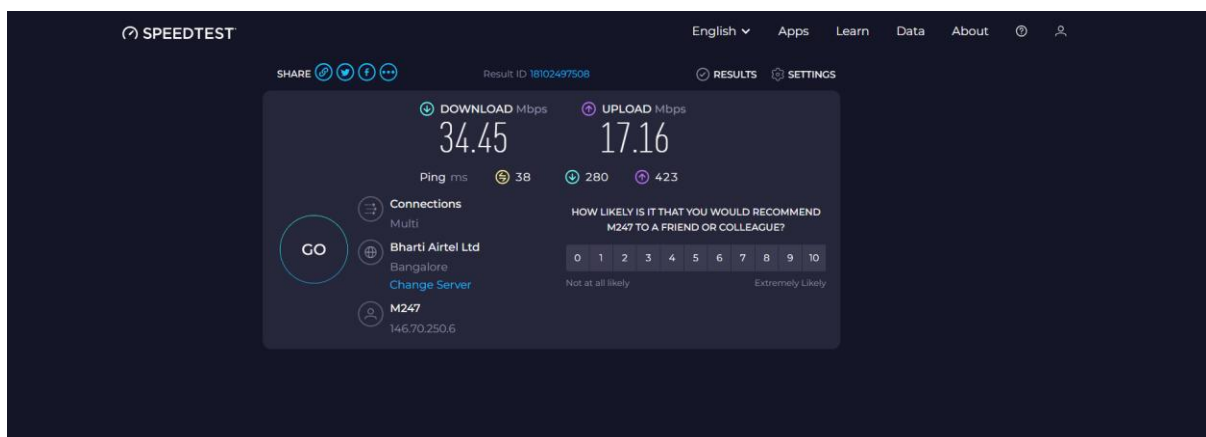 SPEEDTEST
English Apps Learn Data About
SHARE Result ID 18102497508 RESULTS SETTINGS
DOWNLOAD Mbps
34.45
UPLOAD Mbps
17.16
Ping ms 38 280 423
GO
Connections
Multi
Bharti Airtel Ltd
Bangalore
Change Server
M247
146.70.250.6
HOW LIKELY IS IT THAT YOU WOULD RECOMMEND
M247 TO A FRIEND OR COLLEAGUE?
0 1 2 3 4 5 6 7 8 9 10
Not at all likely Extremely Likely